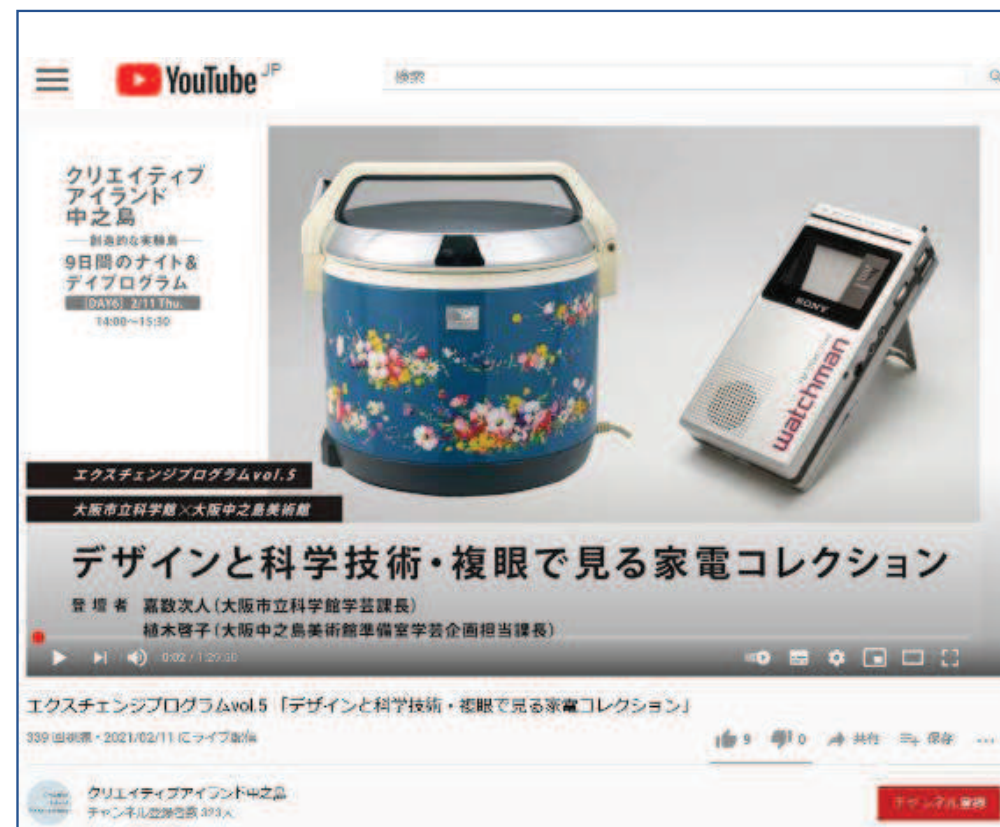 YouTube JP
検索
クリエイティブ
アイランド
中之島
創造的な実験島
9日間のナイト&
デイプログラム
[DAY6] 2/11 Thu.
14:00〜15:30
SONY
watchman
エクスチェンジプログラムvol.5
大阪市立科学館×大阪中之島美術館
デザインと科学技術・複眼で見る家電コレクション
登壇者 嘉数次人(大阪市立科学館学芸課長)
植木啓子(大阪中之島美術館準備室学芸企画担当課長)
0:02 / 1:29:50
エクスチェンジプログラムvol.5 「デザインと科学技術・複眼で見る家電コレクション」
339 回視聴・2021/02/11 にライブ配信
9 0 共有 保存 …
クリエイティブアイランド中之島
チャンネル登録者数 323人
チャンネル登録